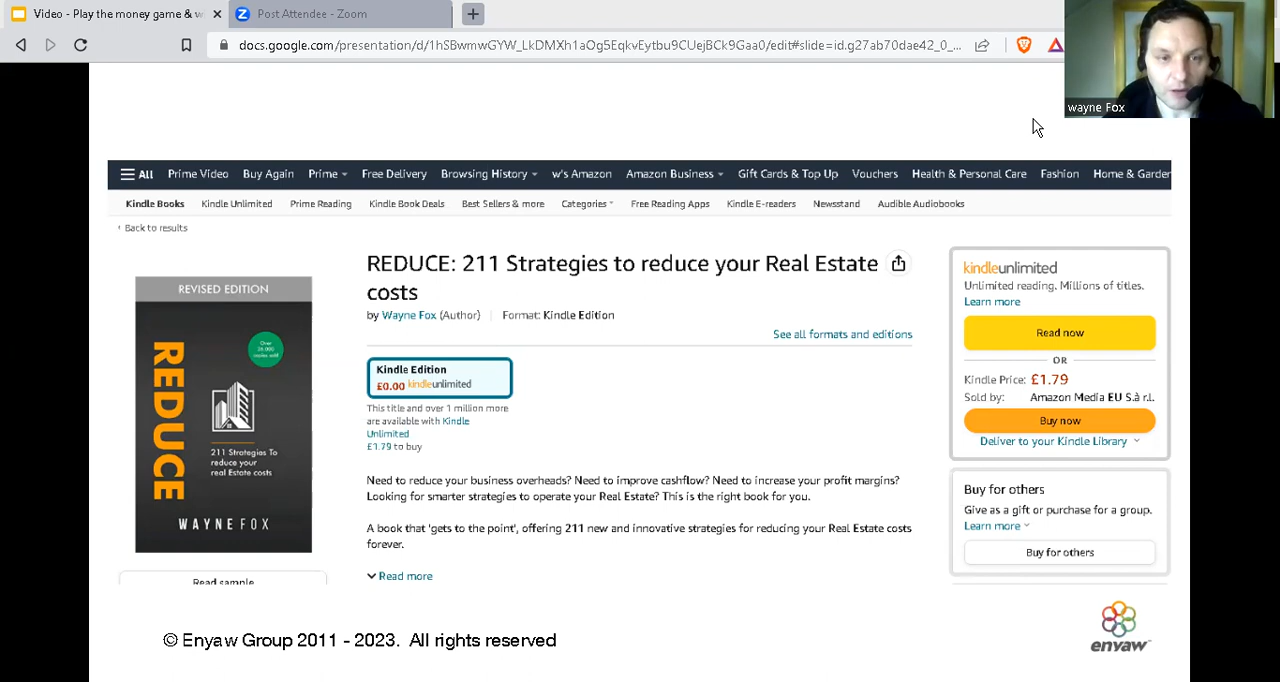 Video - Play the money game & w
Post Attendee - Zoom
docs.google.com/presentation/d/1hSBwmwGYW_LkDMXh1aOg5EqkvEytbu9CUejBCk9Gaa0/edit#slide=id.g27ab70dae42_0_...
wayne Fox
All Prime Video Buy Again Prime Free Delivery Browsing History w's Amazon Amazon Business Gift Cards & Top Up Vouchers Health & Personal Care Fashion Home & Garden
Kindle Books Kindle Unlimited Prime Reading Kindle Book Deals Best Sellers & more Categories Free Reading Apps Kindle E-readers Newsstand Audible Audiobooks
‹ Back to results
REVISED EDITION
Over
20,000
copies sold!
REDUCE
211 Strategies To
reduce your
real Estate costs
WAYNE FOX
Read sample
REDUCE: 211 Strategies to reduce your Real Estate
costs
by Wayne Fox (Author) | Format: Kindle Edition
See all formats and editions
Kindle Edition
£0.00 kindleunlimited
This title and over 1 million more
are available with Kindle
Unlimited
£1.79 to buy
Need to reduce your business overheads? Need to improve cashflow? Need to increase your profit margins?
Looking for smarter strategies to operate your Real Estate? This is the right book for you.
A book that 'gets to the point', offering 211 new and innovative strategies for reducing your Real Estate costs
forever.
Read more
kindleunlimited
Unlimited reading. Millions of titles.
Learn more
Read now
OR
Kindle Price: £1.79
Sold by: Amazon Media EU S.à r.l.
Buy now
Deliver to your Kindle Library
Buy for others
Give as a gift or purchase for a group.
Learn more
Buy for others
© Enyaw Group 2011 - 2023. All rights reserved
enyaw